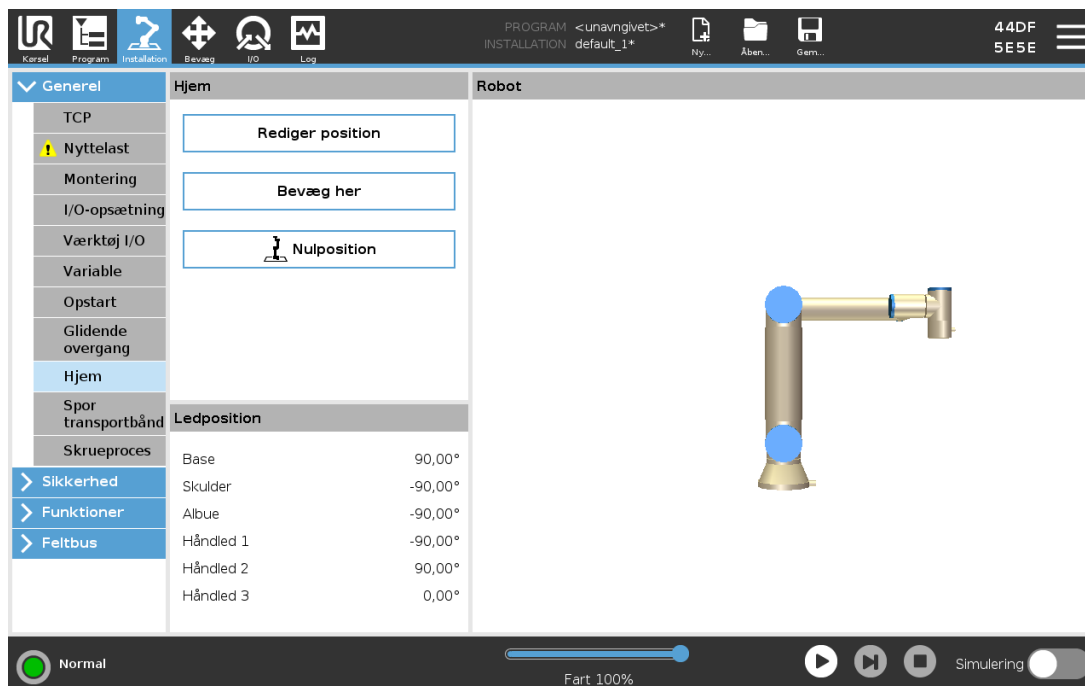 UR
Kørsel
Program
Installation
Bevæg
I/O
Log
PROGRAM <unavngivet>*
INSTALLATION default_1*
Ny...
Åben...
Gem...
44DF
5E5E
Generel
TCP
Nyttelast
Montering
I/O-opsætning
Værktøj I/O
Variable
Opstart
Glidende
overgang
Hjem
Spor
transportbånd
Skrueproces
Sikkerhed
Funktioner
Feltbus
Hjem
Rediger position
Bevæg her
Nulposition
Ledposition
Base 90,00°
Skulder -90,00°
Albue -90,00°
Håndled 1 -90,00°
Håndled 2 90,00°
Håndled 3 0,00°
Robot
Normal
Fart 100%
Simulering